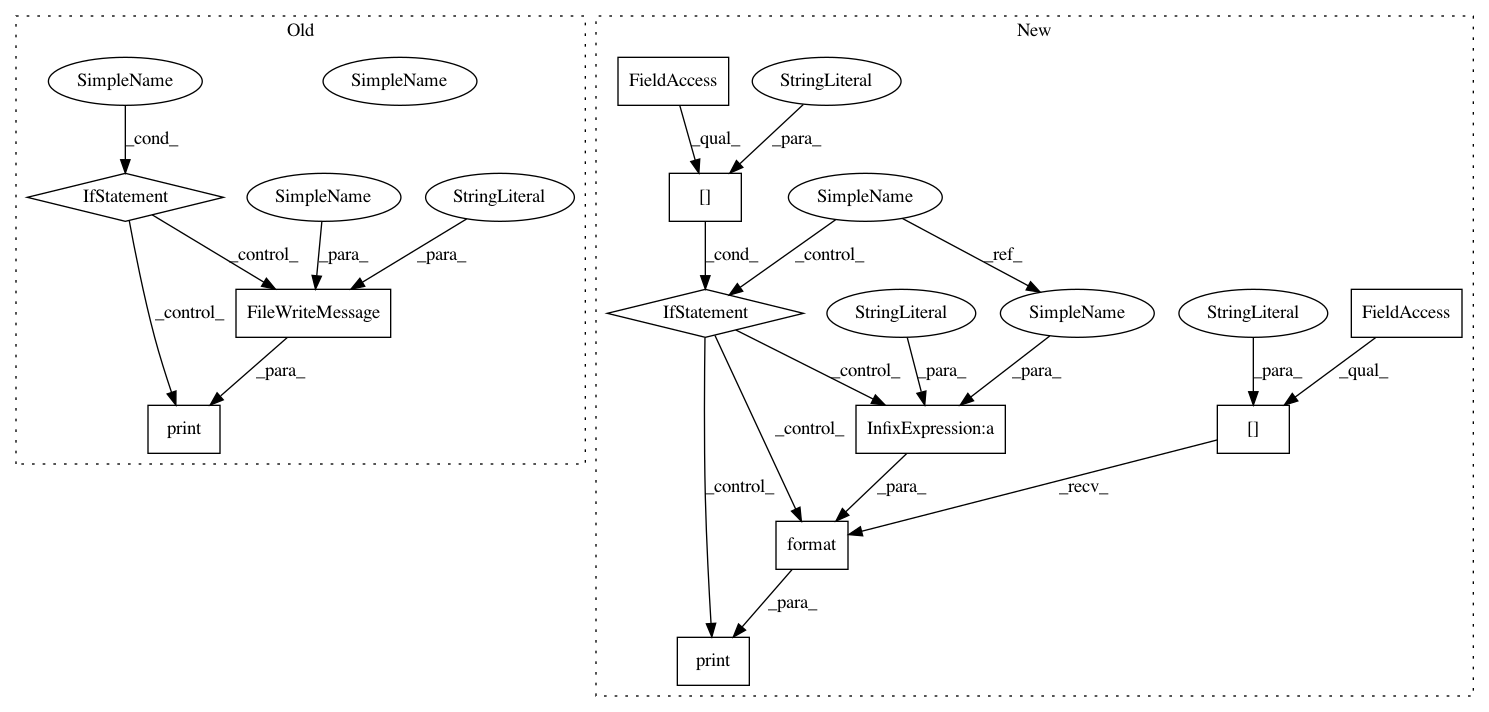 Old
New
SimpleName
SimpleName
FieldAccess
StringLiteral
_cond_
_qual_
_para_
IfStatement
SimpleName
StringLiteral
[]
SimpleName
_control_
_para_
_para_
_cond_
_control_
_ref_
FileWriteMessage
IfStatement
StringLiteral
SimpleName
StringLiteral
FieldAccess
_control_
_para_
_control_
_para_
_para_
_para_
_qual_
print
InfixExpression:a
[]
_control_
_control_
_para_
_recv_
format
_para_
print